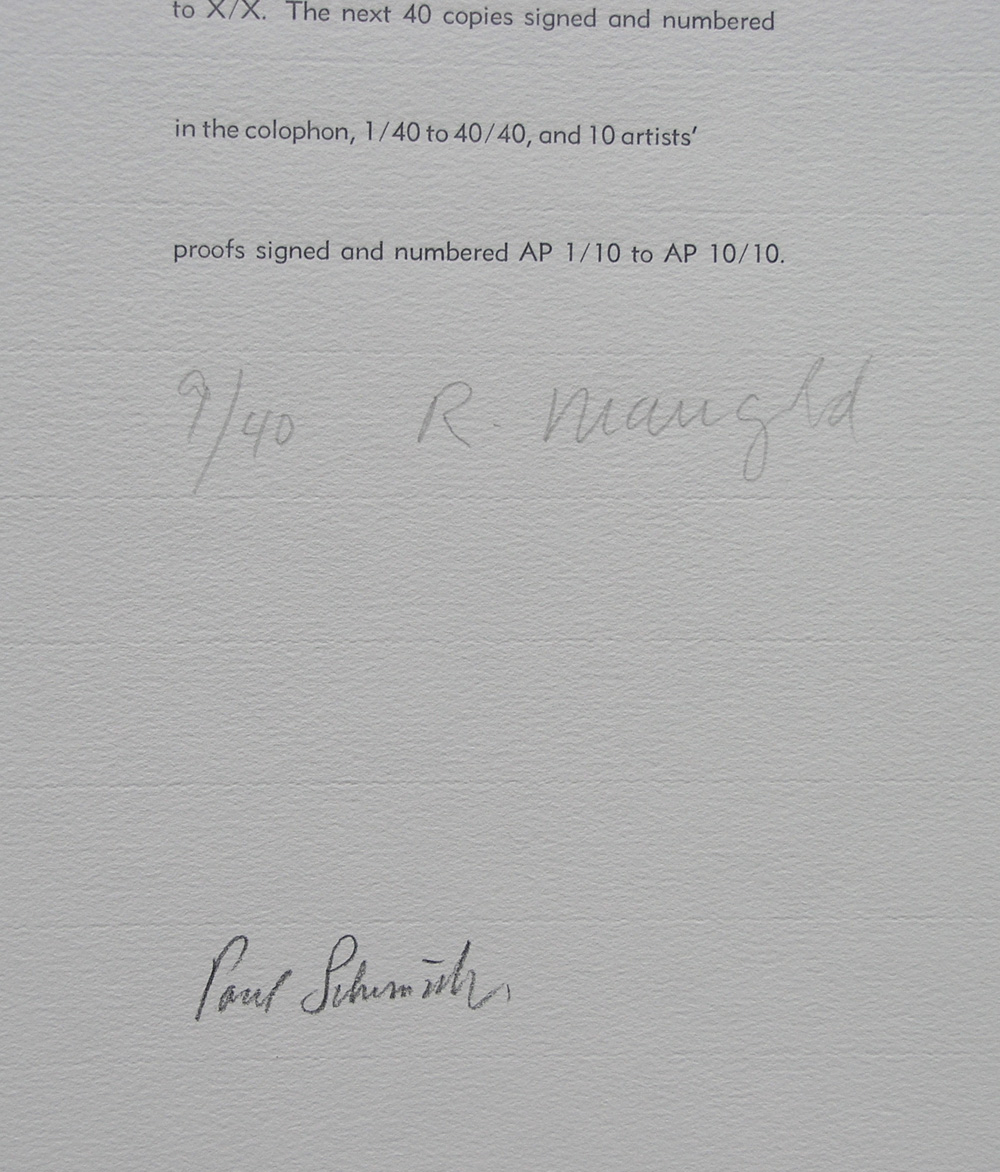 to X/X. The next 40 copies signed and numbered
in the colophon, 1/40 to 40/40, and 10 artists’
proofs signed and numbered AP 1/10 to AP 10/10.
9/40 R. Mangold
Paul Schmidt